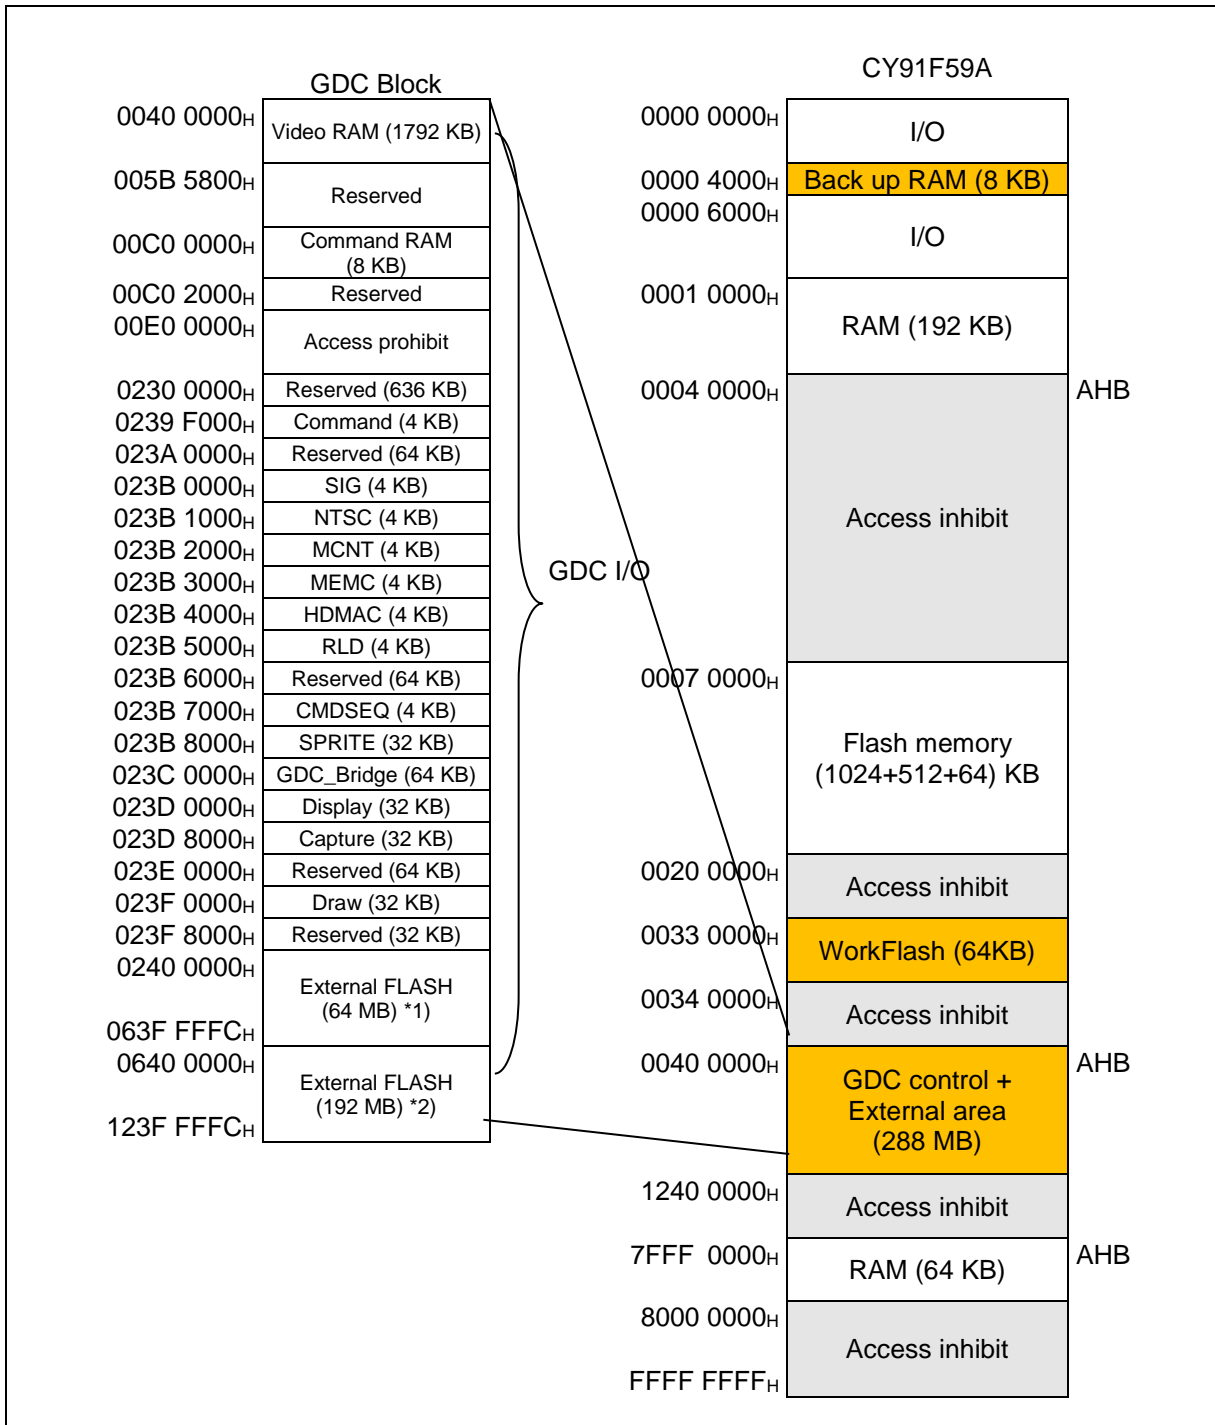 GDC Block
0040 0000H
Video RAM (1792 KB)
005B 5800H
Reserved
00C0 0000H
Command RAM
(8 KB)
00C0 2000H
Reserved
00E0 0000H
Access prohibit
0230 0000H
Reserved (636 KB)
0239 F000H
Command (4 KB)
023A 0000H
Reserved (64 KB)
023B 0000H
SIG (4 KB)
023B 1000H
NTSC (4 KB)
023B 2000H
MCNT (4 KB)
023B 3000H
MEMC (4 KB)
023B 4000H
HDMAC (4 KB)
023B 5000H
RLD (4 KB)
023B 6000H
Reserved (64 KB)
023B 7000H
CMDSEQ (4 KB)
023B 8000H
SPRITE (32 KB)
023C 0000H
GDC_Bridge (64 KB)
023D 0000H
Display (32 KB)
023D 8000H
Capture (32 KB)
023E 0000H
Reserved (64 KB)
023F 0000H
Draw (32 KB)
023F 8000H
Reserved (32 KB)
0240 0000H
External FLASH
(64 MB) *1)
063F FFFCH
0640 0000H
External FLASH
(192 MB) *2)
123F FFFCH
GDC I/O
CY91F59A
0000 0000H
I/O
0000 4000H
Back up RAM (8 KB)
0000 6000H
I/O
0001 0000H
RAM (192 KB)
0004 0000H
AHB
Access inhibit
0007 0000H
Flash memory
(1024+512+64) KB
0020 0000H
Access inhibit
0033 0000H
WorkFlash (64KB)
0034 0000H
Access inhibit
0040 0000H
AHB
GDC control +
External area
(288 MB)
1240 0000H
Access inhibit
7FFF 0000H
AHB
RAM (64 KB)
8000 0000H
Access inhibit
FFFF FFFFH